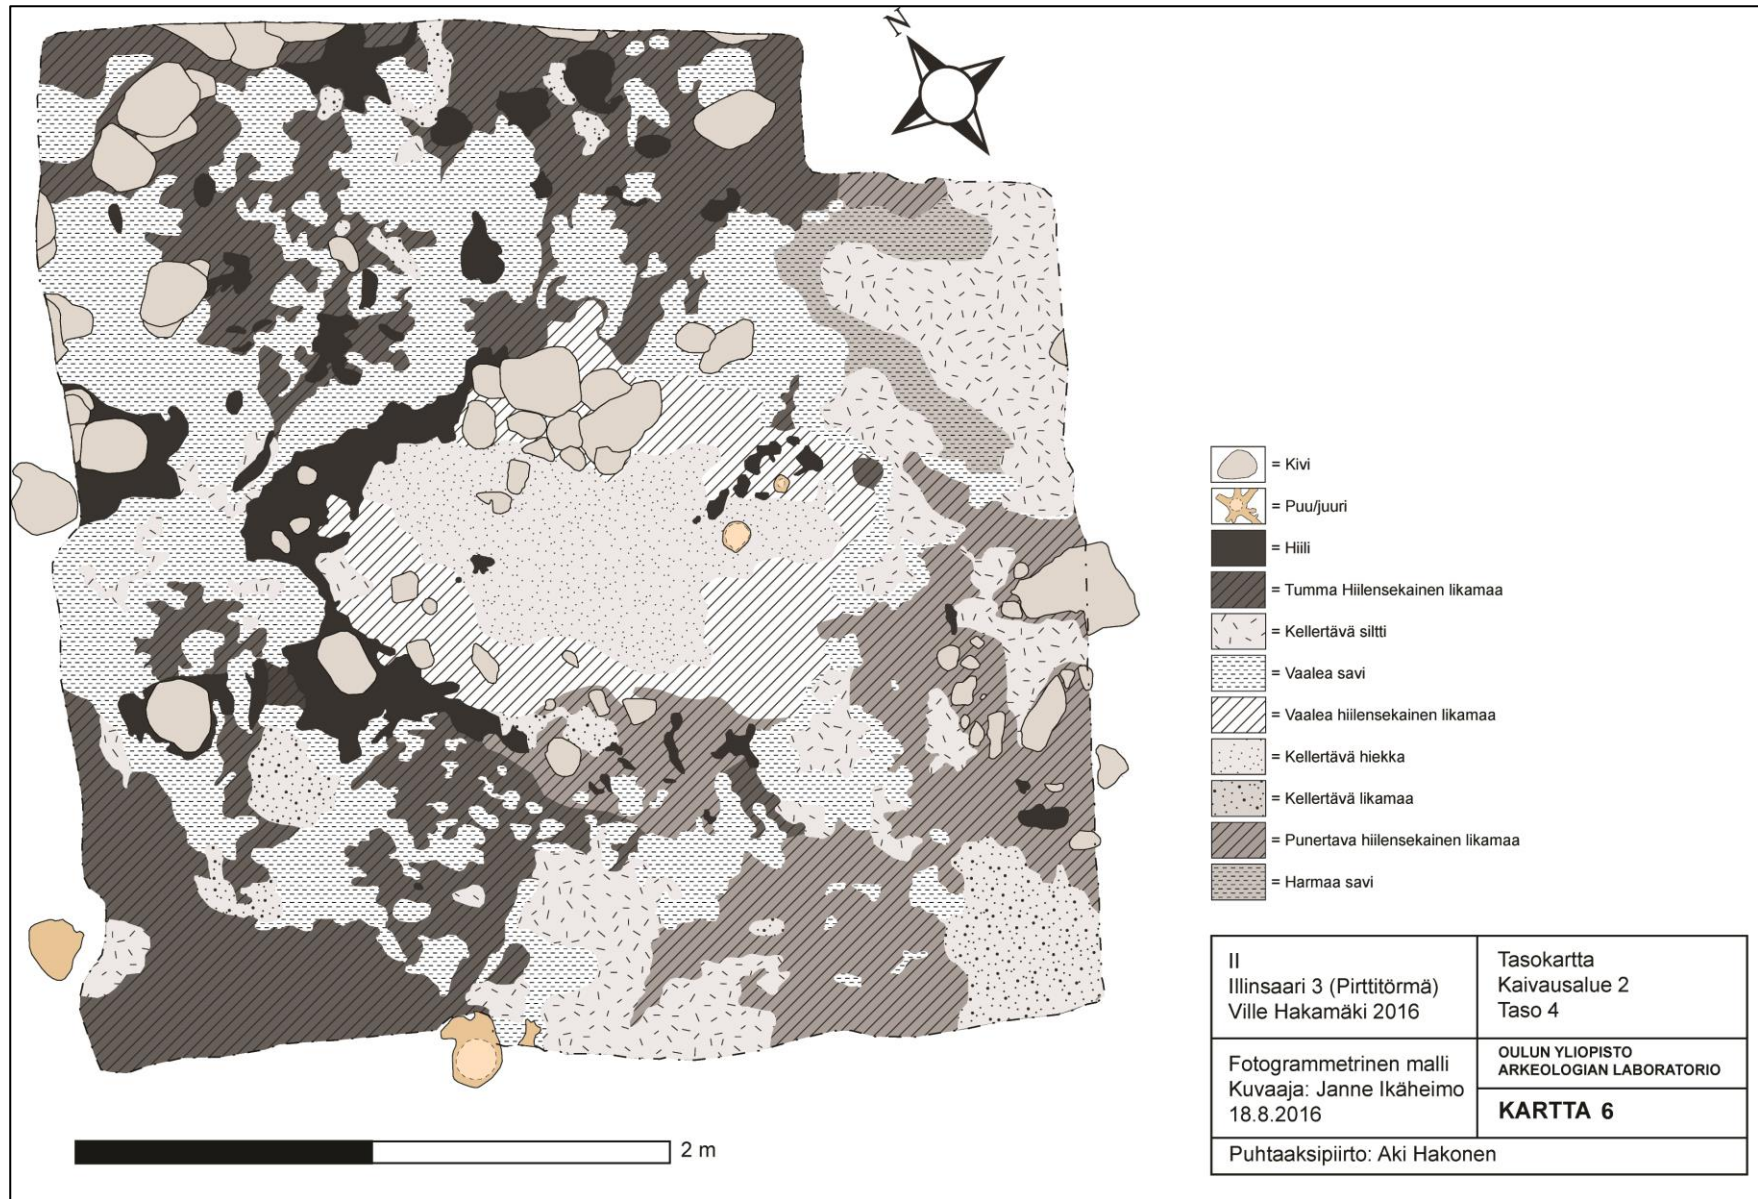 N
= Kivi
= Puu/juuri
= Hiili
= Tumma Hiilensekainen likamaa
= Kellertävä siltti
= Vaalea savi
= Vaalea hiilensekainen likamaa
= Kellertävä hiekka
= Kellertävä likamaa
= Punertava hiilensekainen likamaa
= Harmaa savi
II
Illinsaari 3 (Pirttitörmä)
Ville Hakamäki 2016
Tasokartta
Kaivausalue 2
Taso 4
Fotogrammetrinen malli
Kuvaaja: Janne Ikäheimo
18.8.2016
OULUN YLIOPISTO
ARKEOLOGIAN LABORATORIO
KARTTA 6
Puhtaaksipiirto: Aki Hakonen
2 m